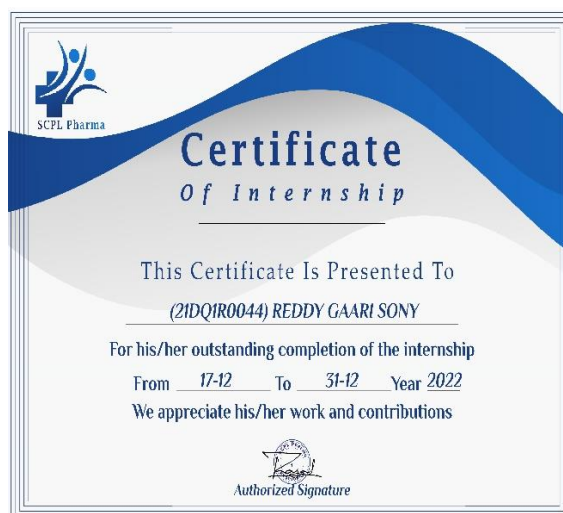 SCPL Pharma
Certificate
Of Internship
This Certificate Is Presented To
(21DQ1R0044) REDDY GAARI SONY
For his/her outstanding completion of the internship
From 17-12 To 31-12 Year 2022
We appreciate his/her work and contributions
Authorized Signature